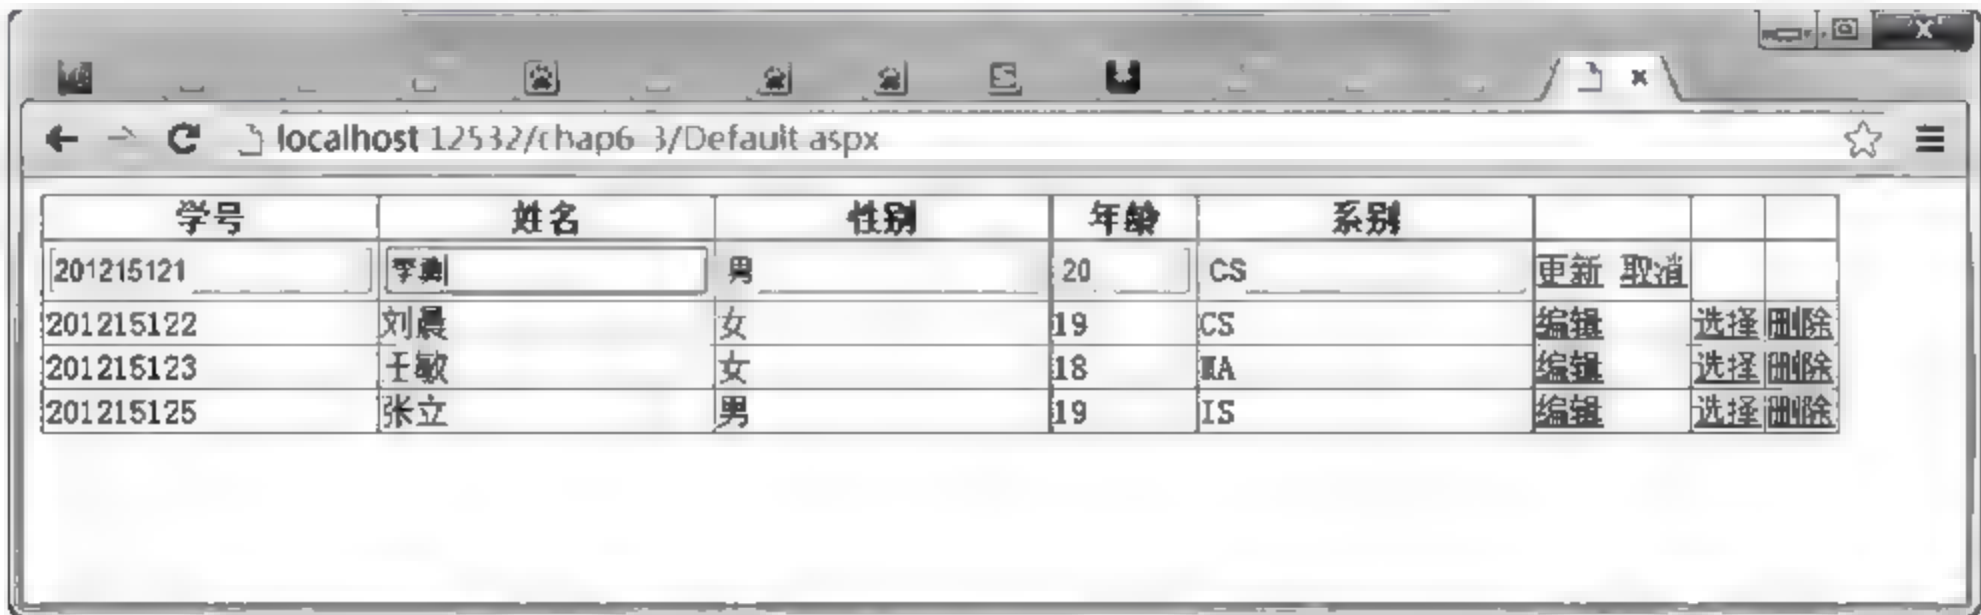 localhost:12532/chap6_3/Default.aspx
学号 姓名 性别 年龄 系别
201215121 李勇 男 20 CS 更新 取消
201215122 刘晨 女 19 CS 编辑 选择 删除
201215123 王敏 女 18 MA 编辑 选择 删除
201215125 张立 男 19 IS 编辑 选择 删除